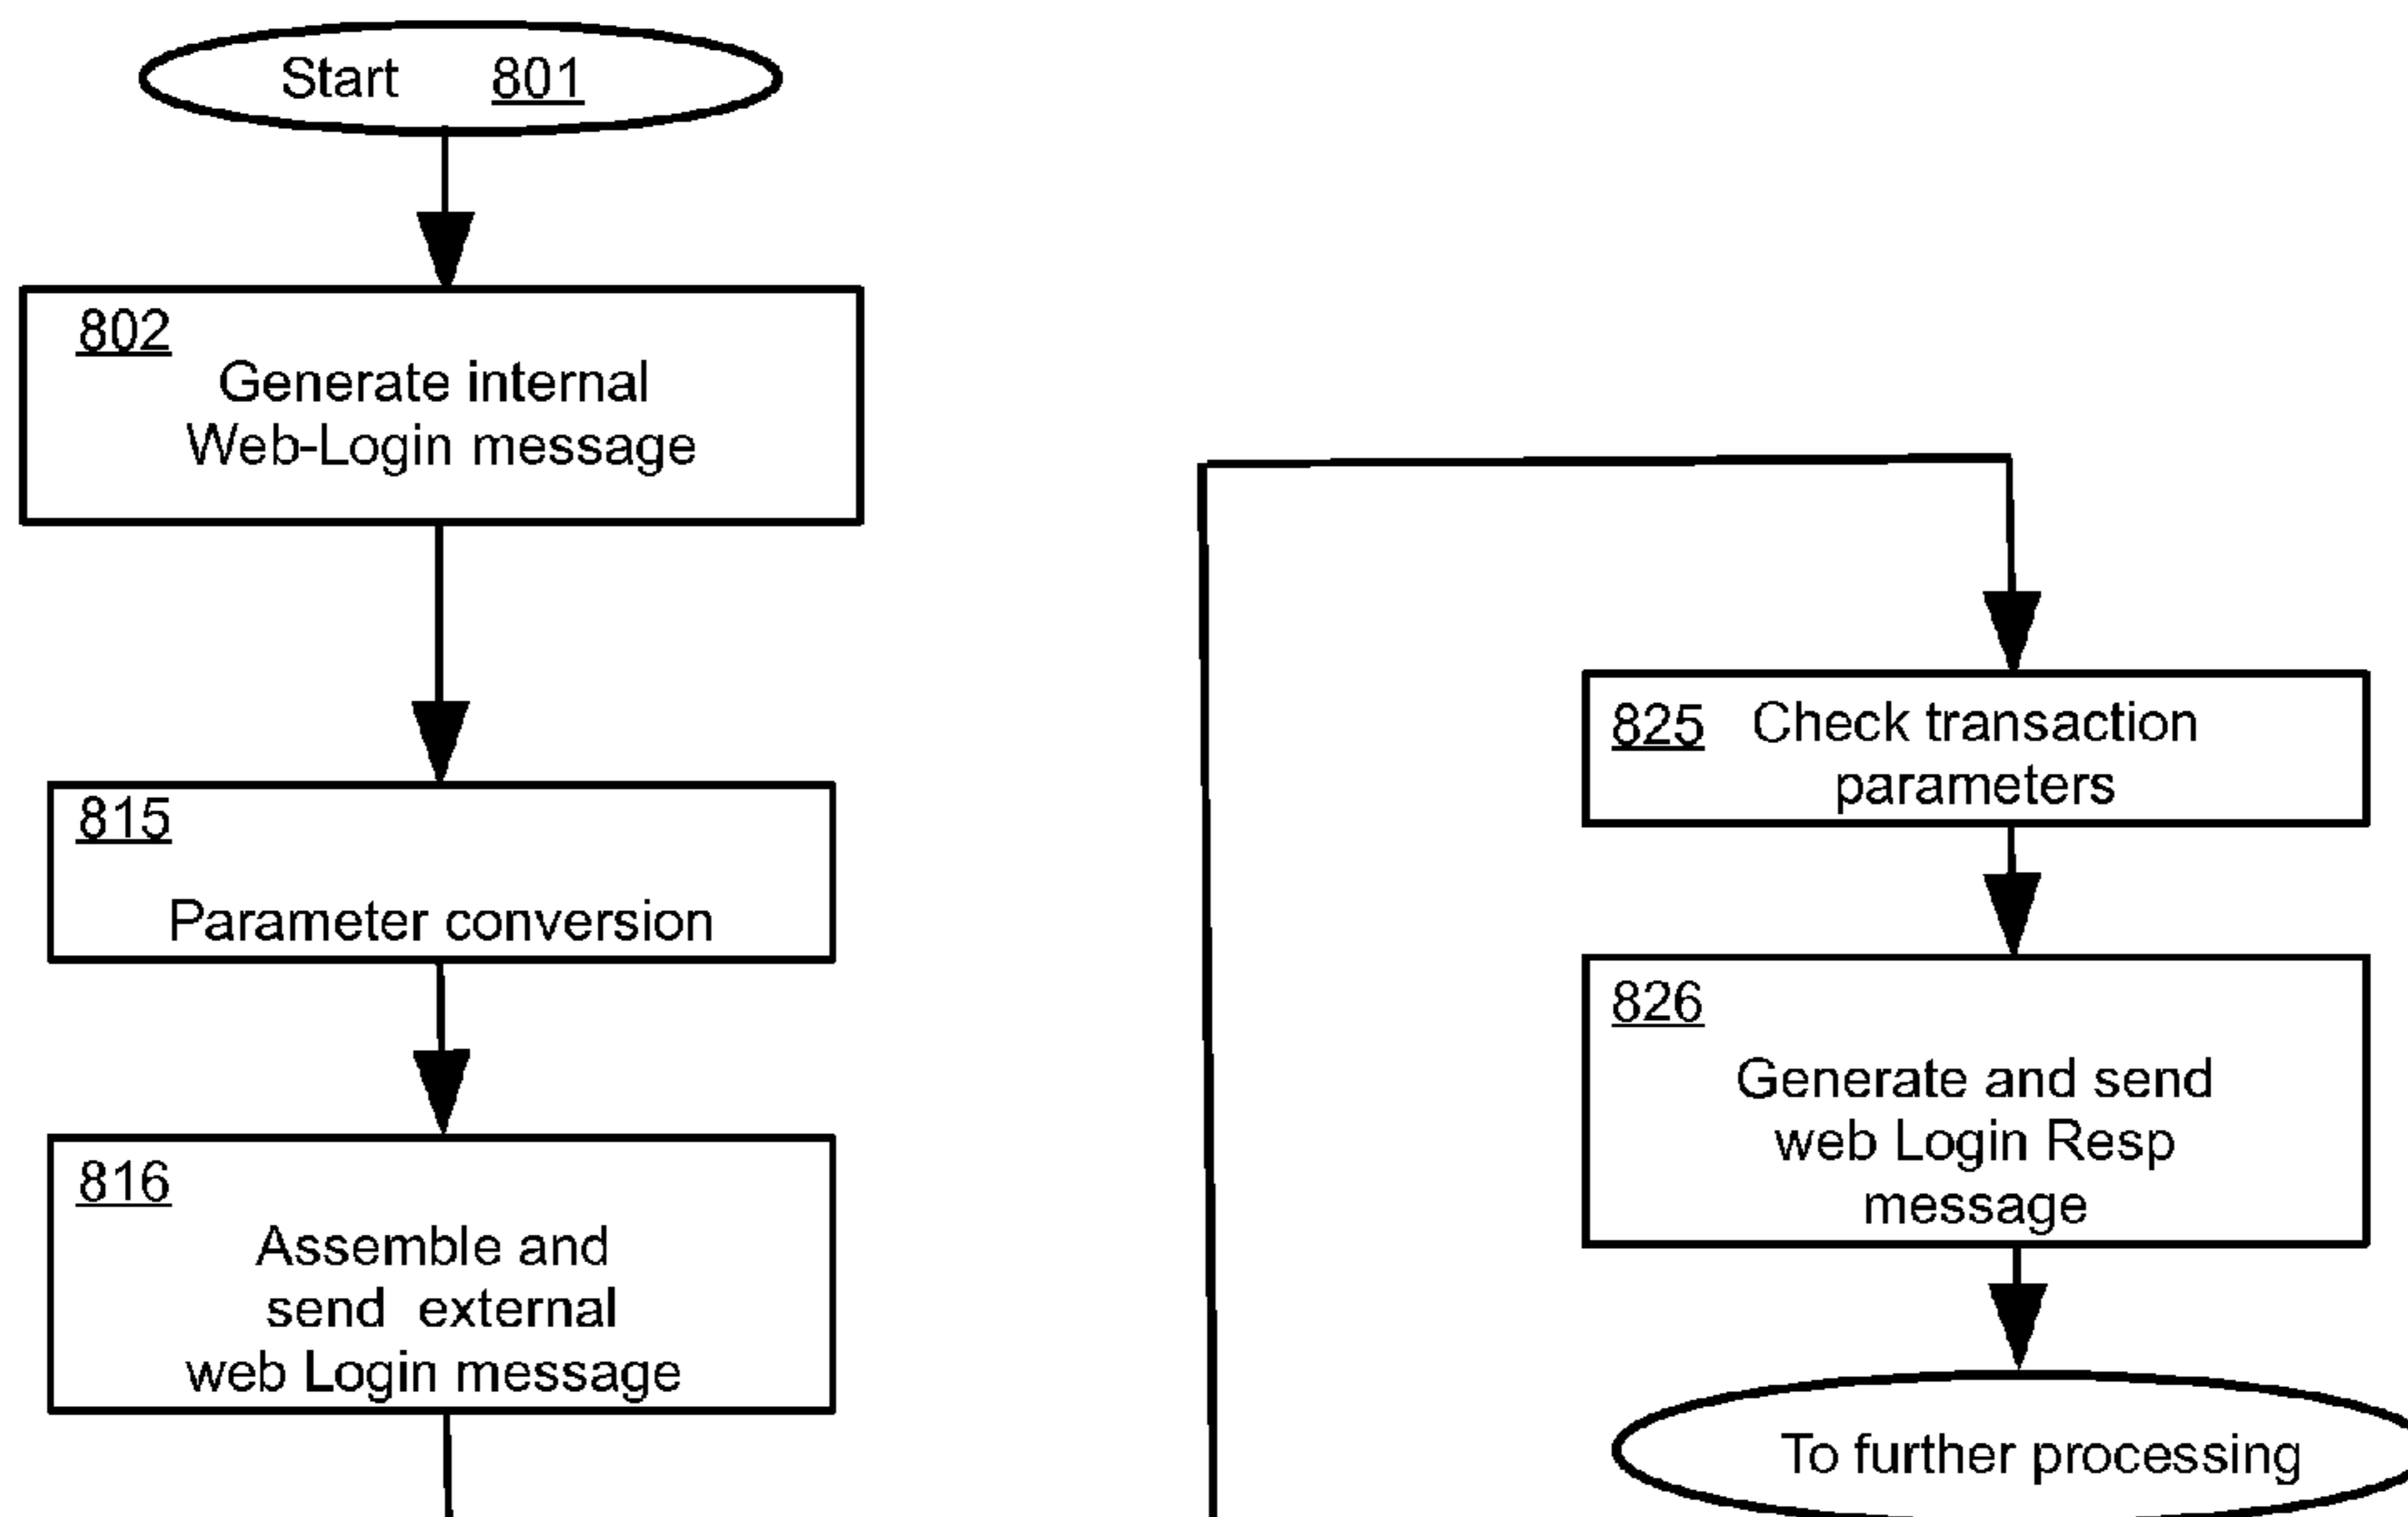 Start 801
802
Generate internal
Web-Login message
815
Parameter conversion
816
Assemble and
send external
web Login message
825 Check transaction
parameters
826
Generate and send
web Login Resp
message
To further processing